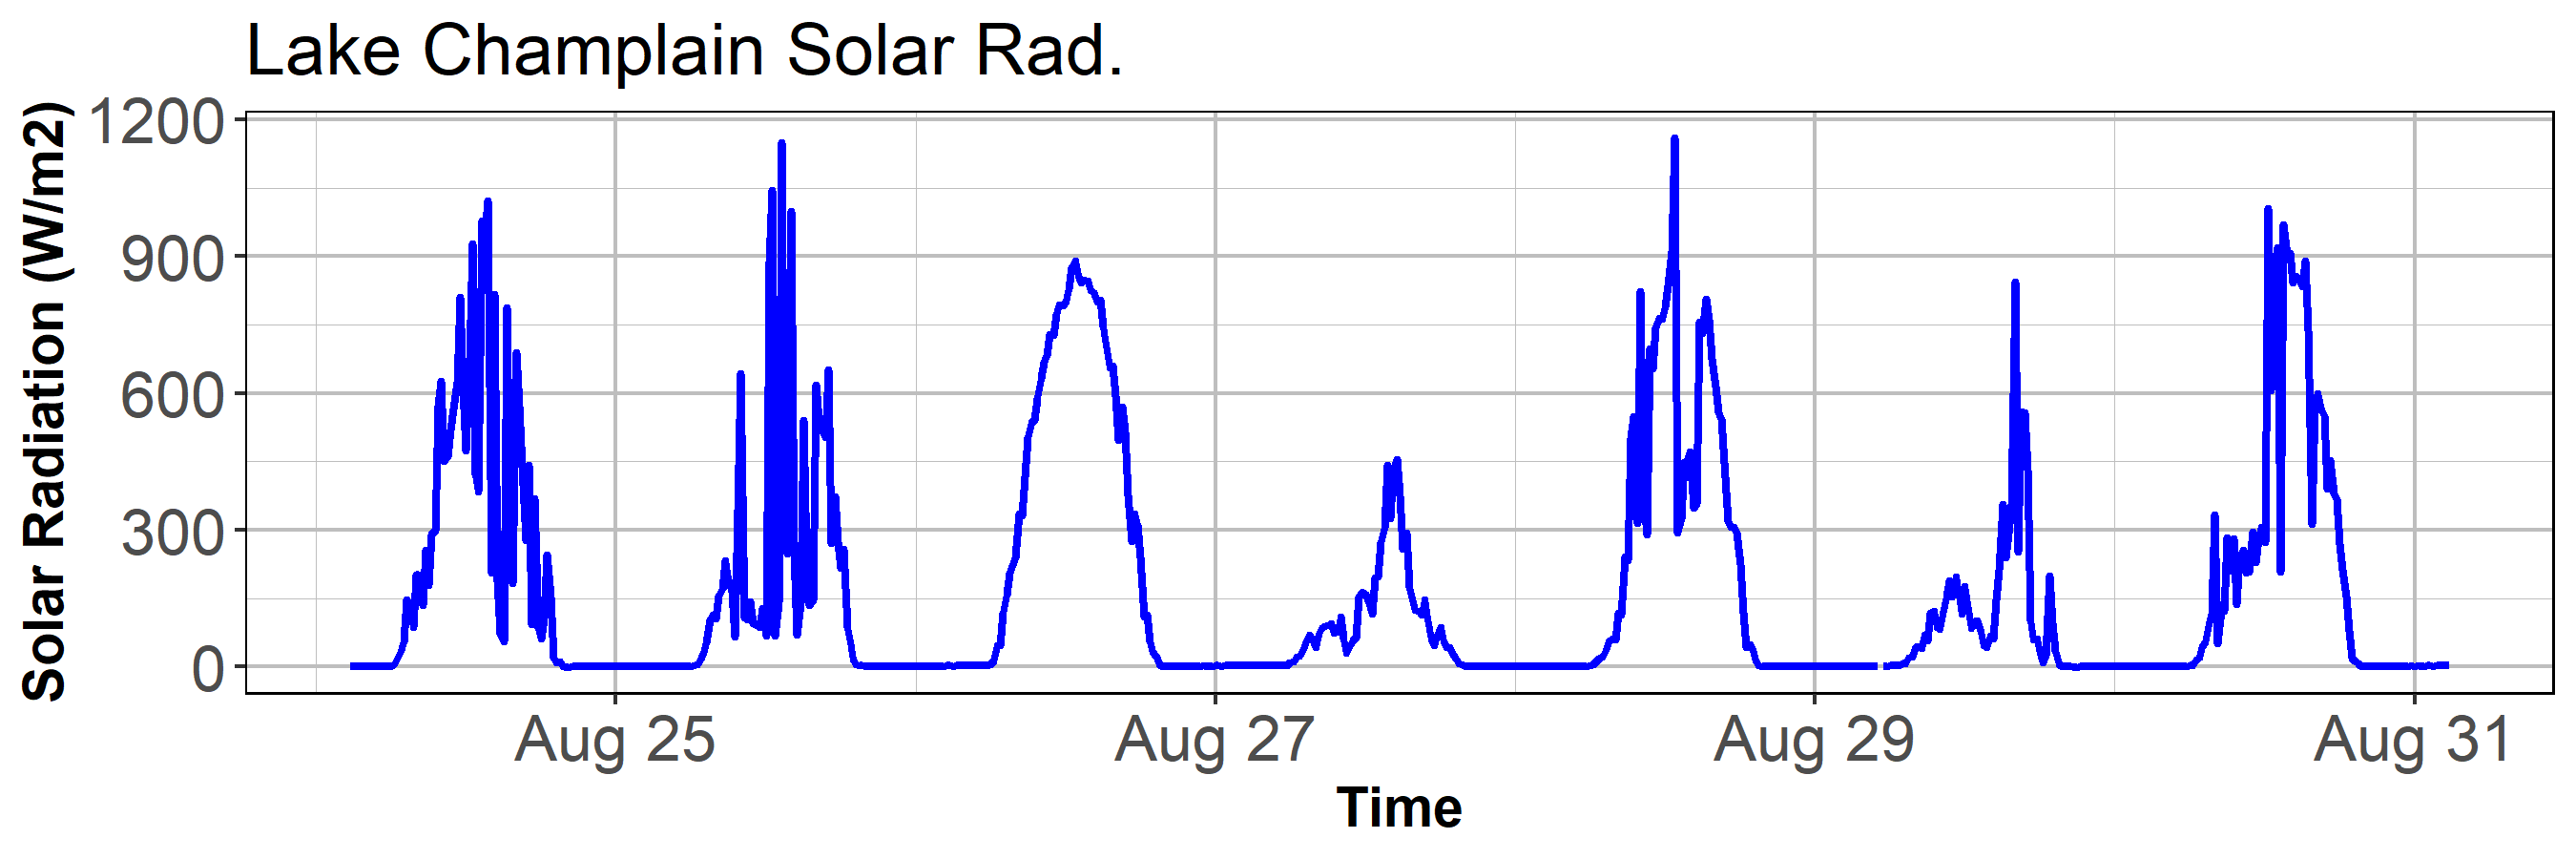 Lake Champlain Solar Rad.
Solar Radiation (W/m2)
1200
900
600
300
0
Aug 25 Aug 27 Aug 29 Aug 31
Time